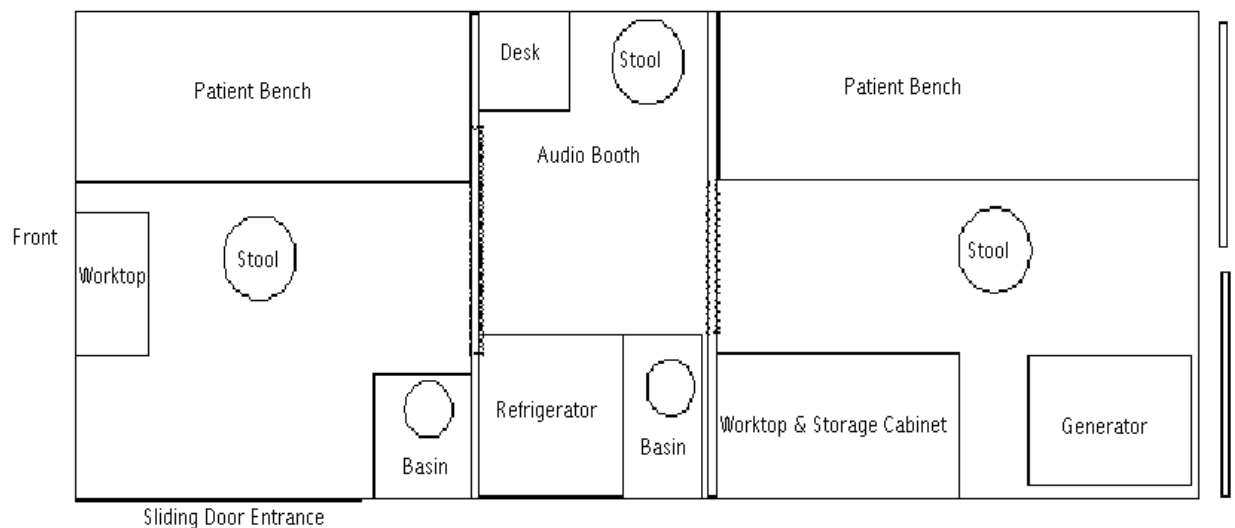 Desk
Stool
Patient Bench
Patient Bench
Audio Booth
Front
Stool
Stool
Worktop
Refrigerator
Worktop & Storage Cabinet
Generator
Basin
Basin
Sliding Door Entrance